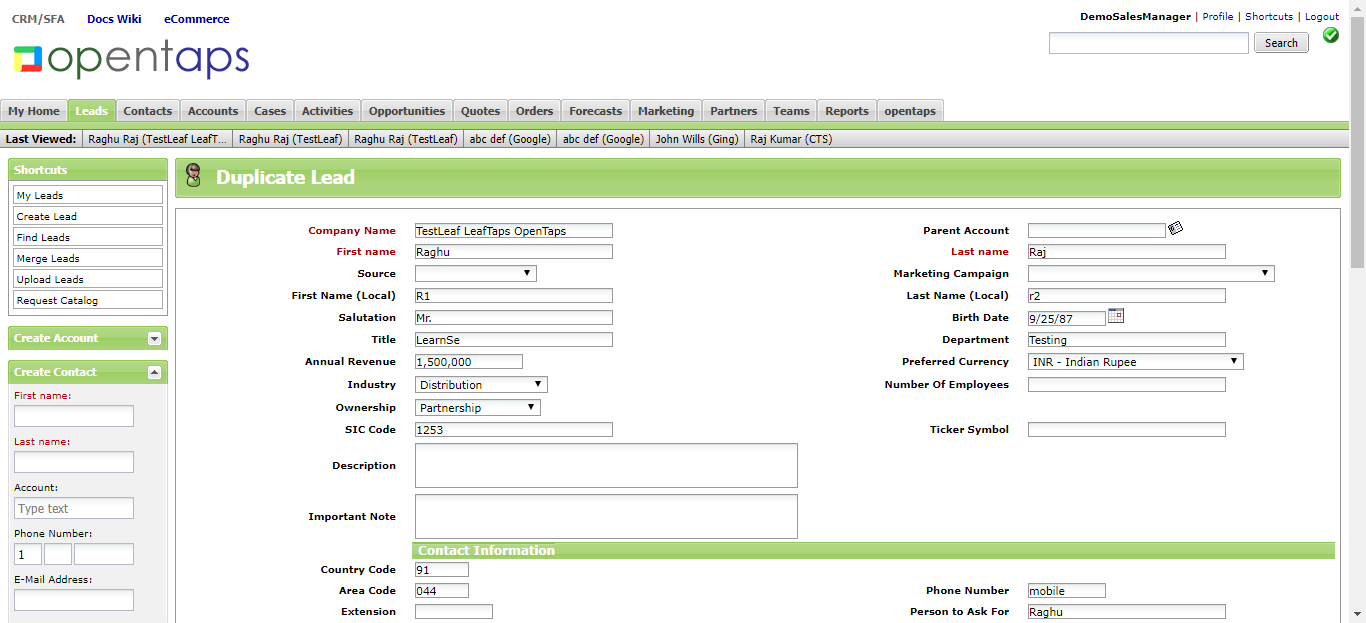 CRM/SFA Docs Wiki eCommerce
DemoSalesManager | Profile | Shortcuts | Logout
opentaps
Search
My Home Leads Contacts Accounts Cases Activities Opportunities Quotes Orders Forecasts Marketing Partners Teams Reports opentaps
Last Viewed: Raghu Raj (TestLeaf LeafT... Raghu Raj (TestLeaf) Raghu Raj (TestLeaf) abc def (Google) abc def (Google) John Wills (Ging) Raj Kumar (CTS)
Shortcuts
My Leads
Create Lead
Find Leads
Merge Leads
Upload Leads
Request Catalog
Create Account
Create Contact
First name:
Last name:
Account:
Type text
Phone Number:
1
E-Mail Address:
Duplicate Lead
Company Name TestLeaf LeafTaps OpenTaps Parent Account
First name Raghu Last name Raj
Source Marketing Campaign
First Name (Local) R1 Last Name (Local) r2
Salutation Mr. Birth Date 9/25/87
Title LearnSe Department Testing
Annual Revenue 1,500,000 Preferred Currency INR - Indian Rupee
Industry Distribution Number Of Employees
Ownership Partnership
SIC Code 1253 Ticker Symbol
Description
Important Note
Contact Information
Country Code 91
Area Code 044 Phone Number mobile
Extension Person to Ask For Raghu